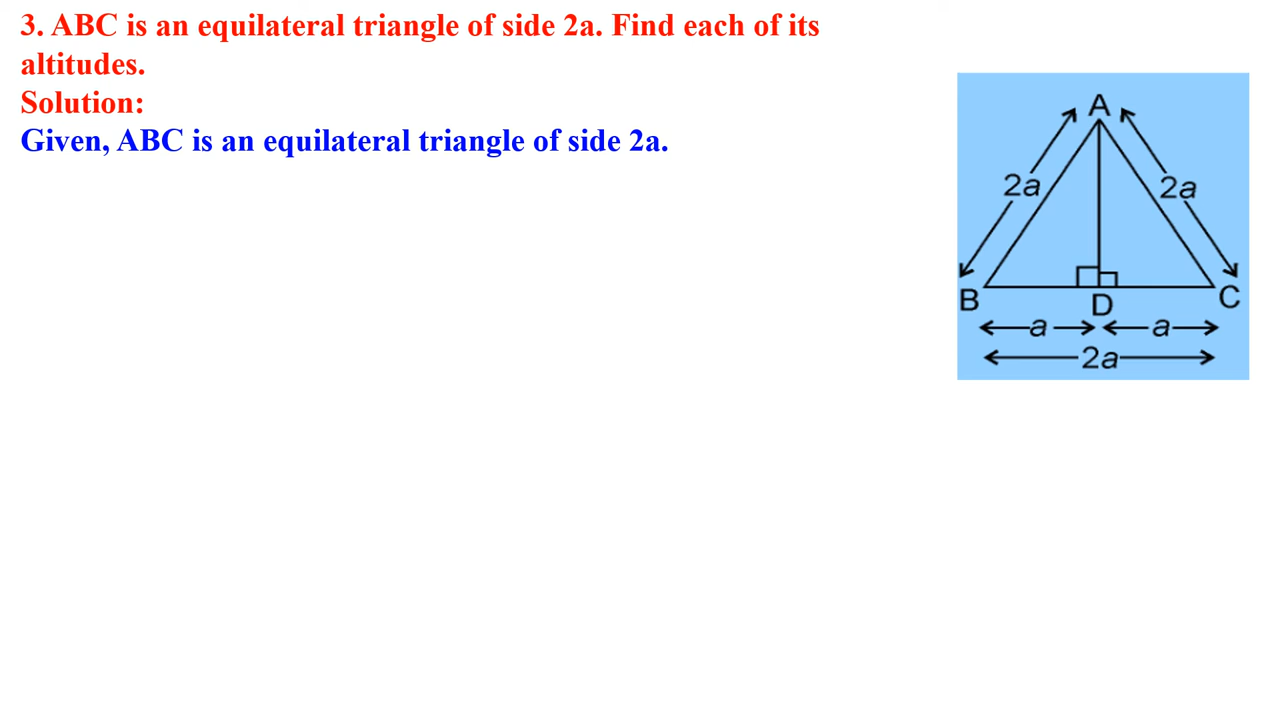 3. ABC is an equilateral triangle of side 2a. Find each of its
altitudes.
Solution:
Given, ABC is an equilateral triangle of side 2a.
A
2a
2a
B
D
C
a
a
2a